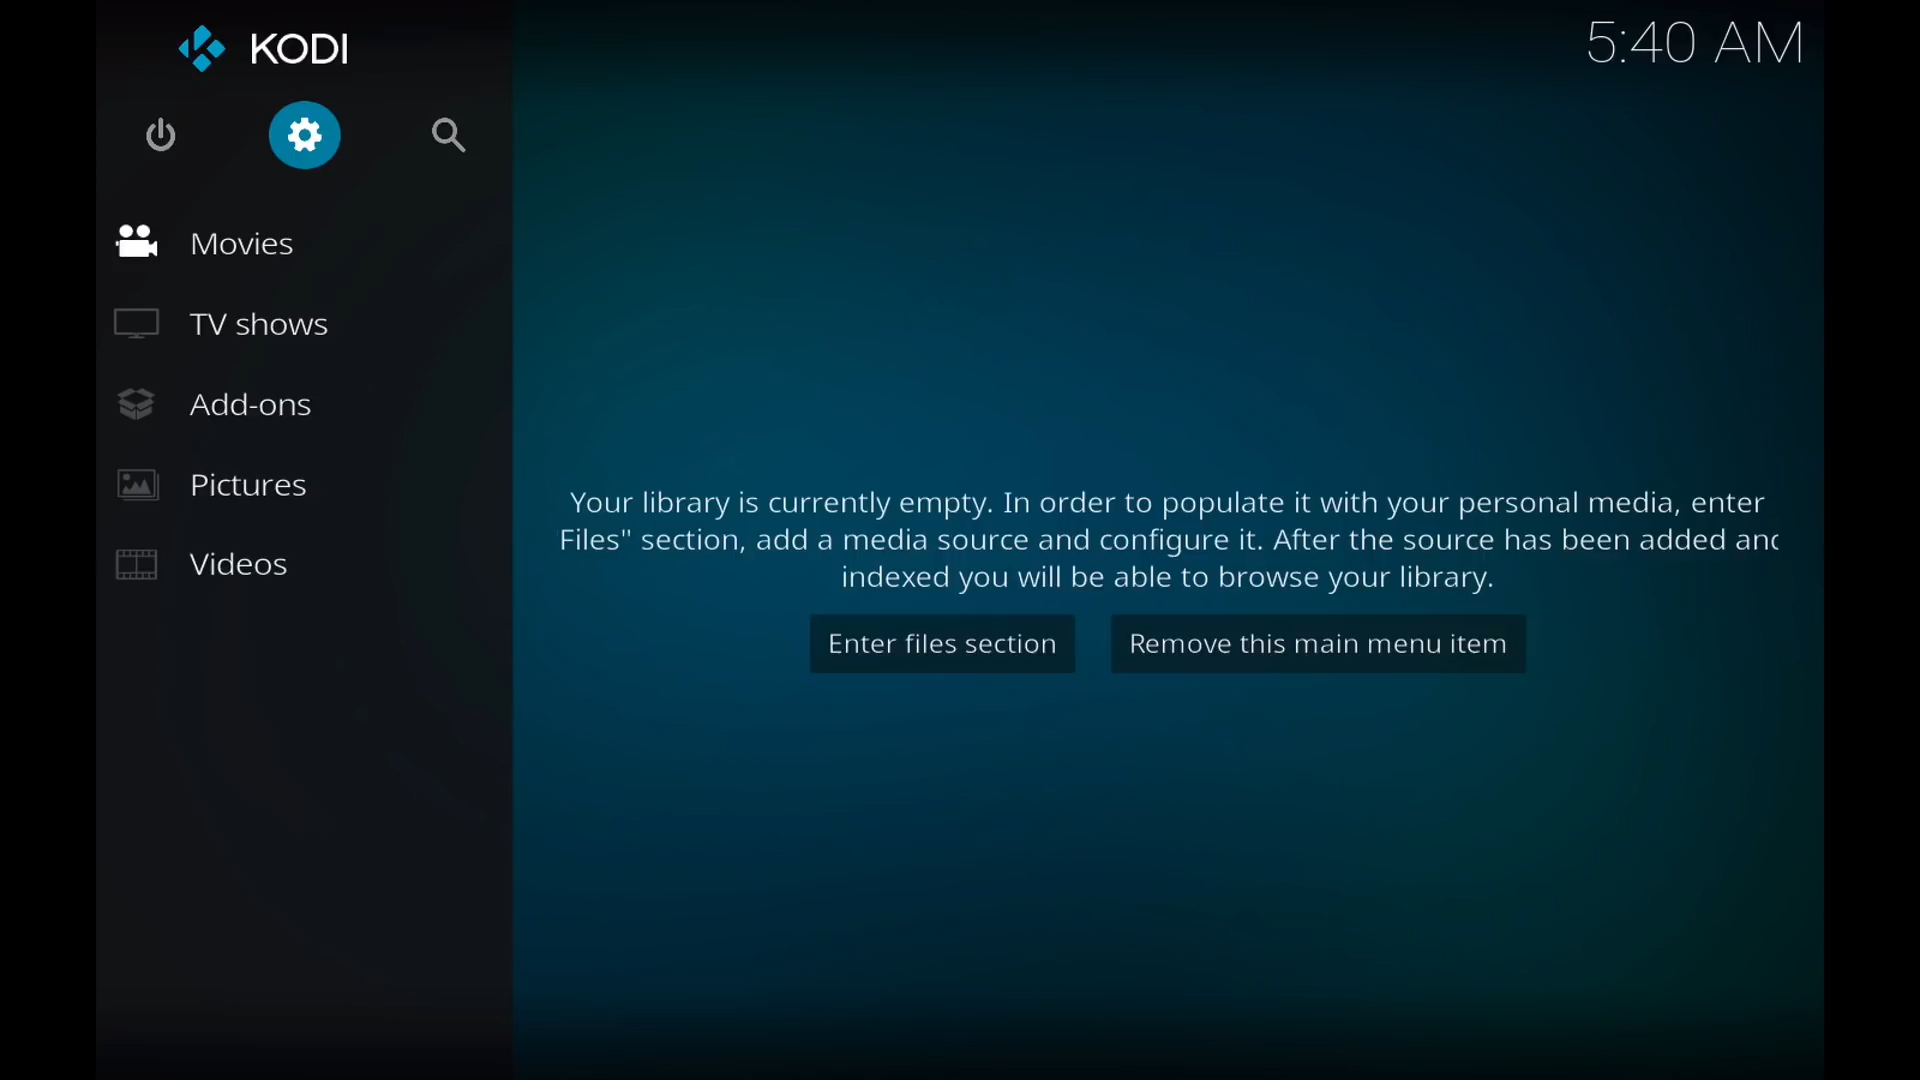 KODI
5:40 AM
Movies
TV shows
Add-ons
Pictures
Videos
Your library is currently empty. In order to populate it with your personal media, enter
Files" section, add a media source and configure it. After the source has been added and
indexed you will be able to browse your library.
Enter files section
Remove this main menu item